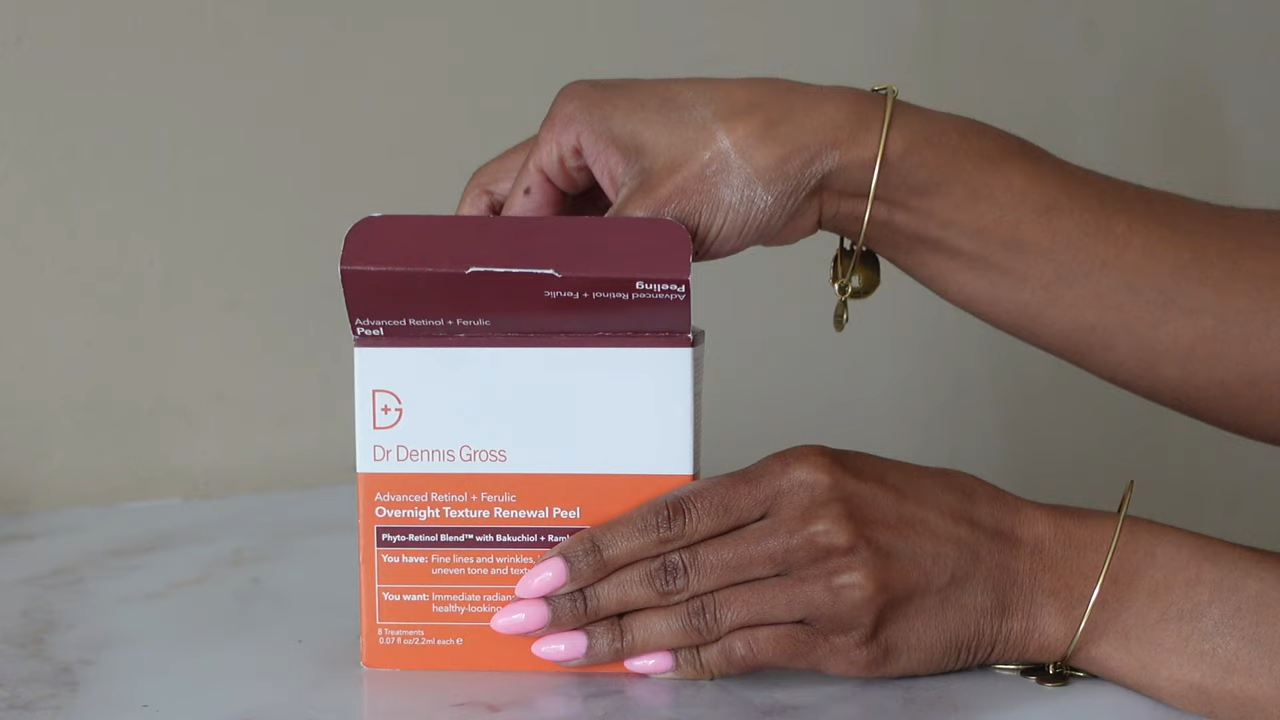 Advanced Retinol + Ferulic
Peeling
Advanced Retinol + Ferulic
Peel
Dr Dennis Gross
Advanced Retinol + Ferulic
Overnight Texture Renewal Peel
Phyto-Retinol Blend™ with Bakuchiol +
You have: Fine lines and wrinkles,
uneven tone and
You want: Immediate
healthy-looking
8 Treatments
0.07 fl oz/2.2ml each ℮